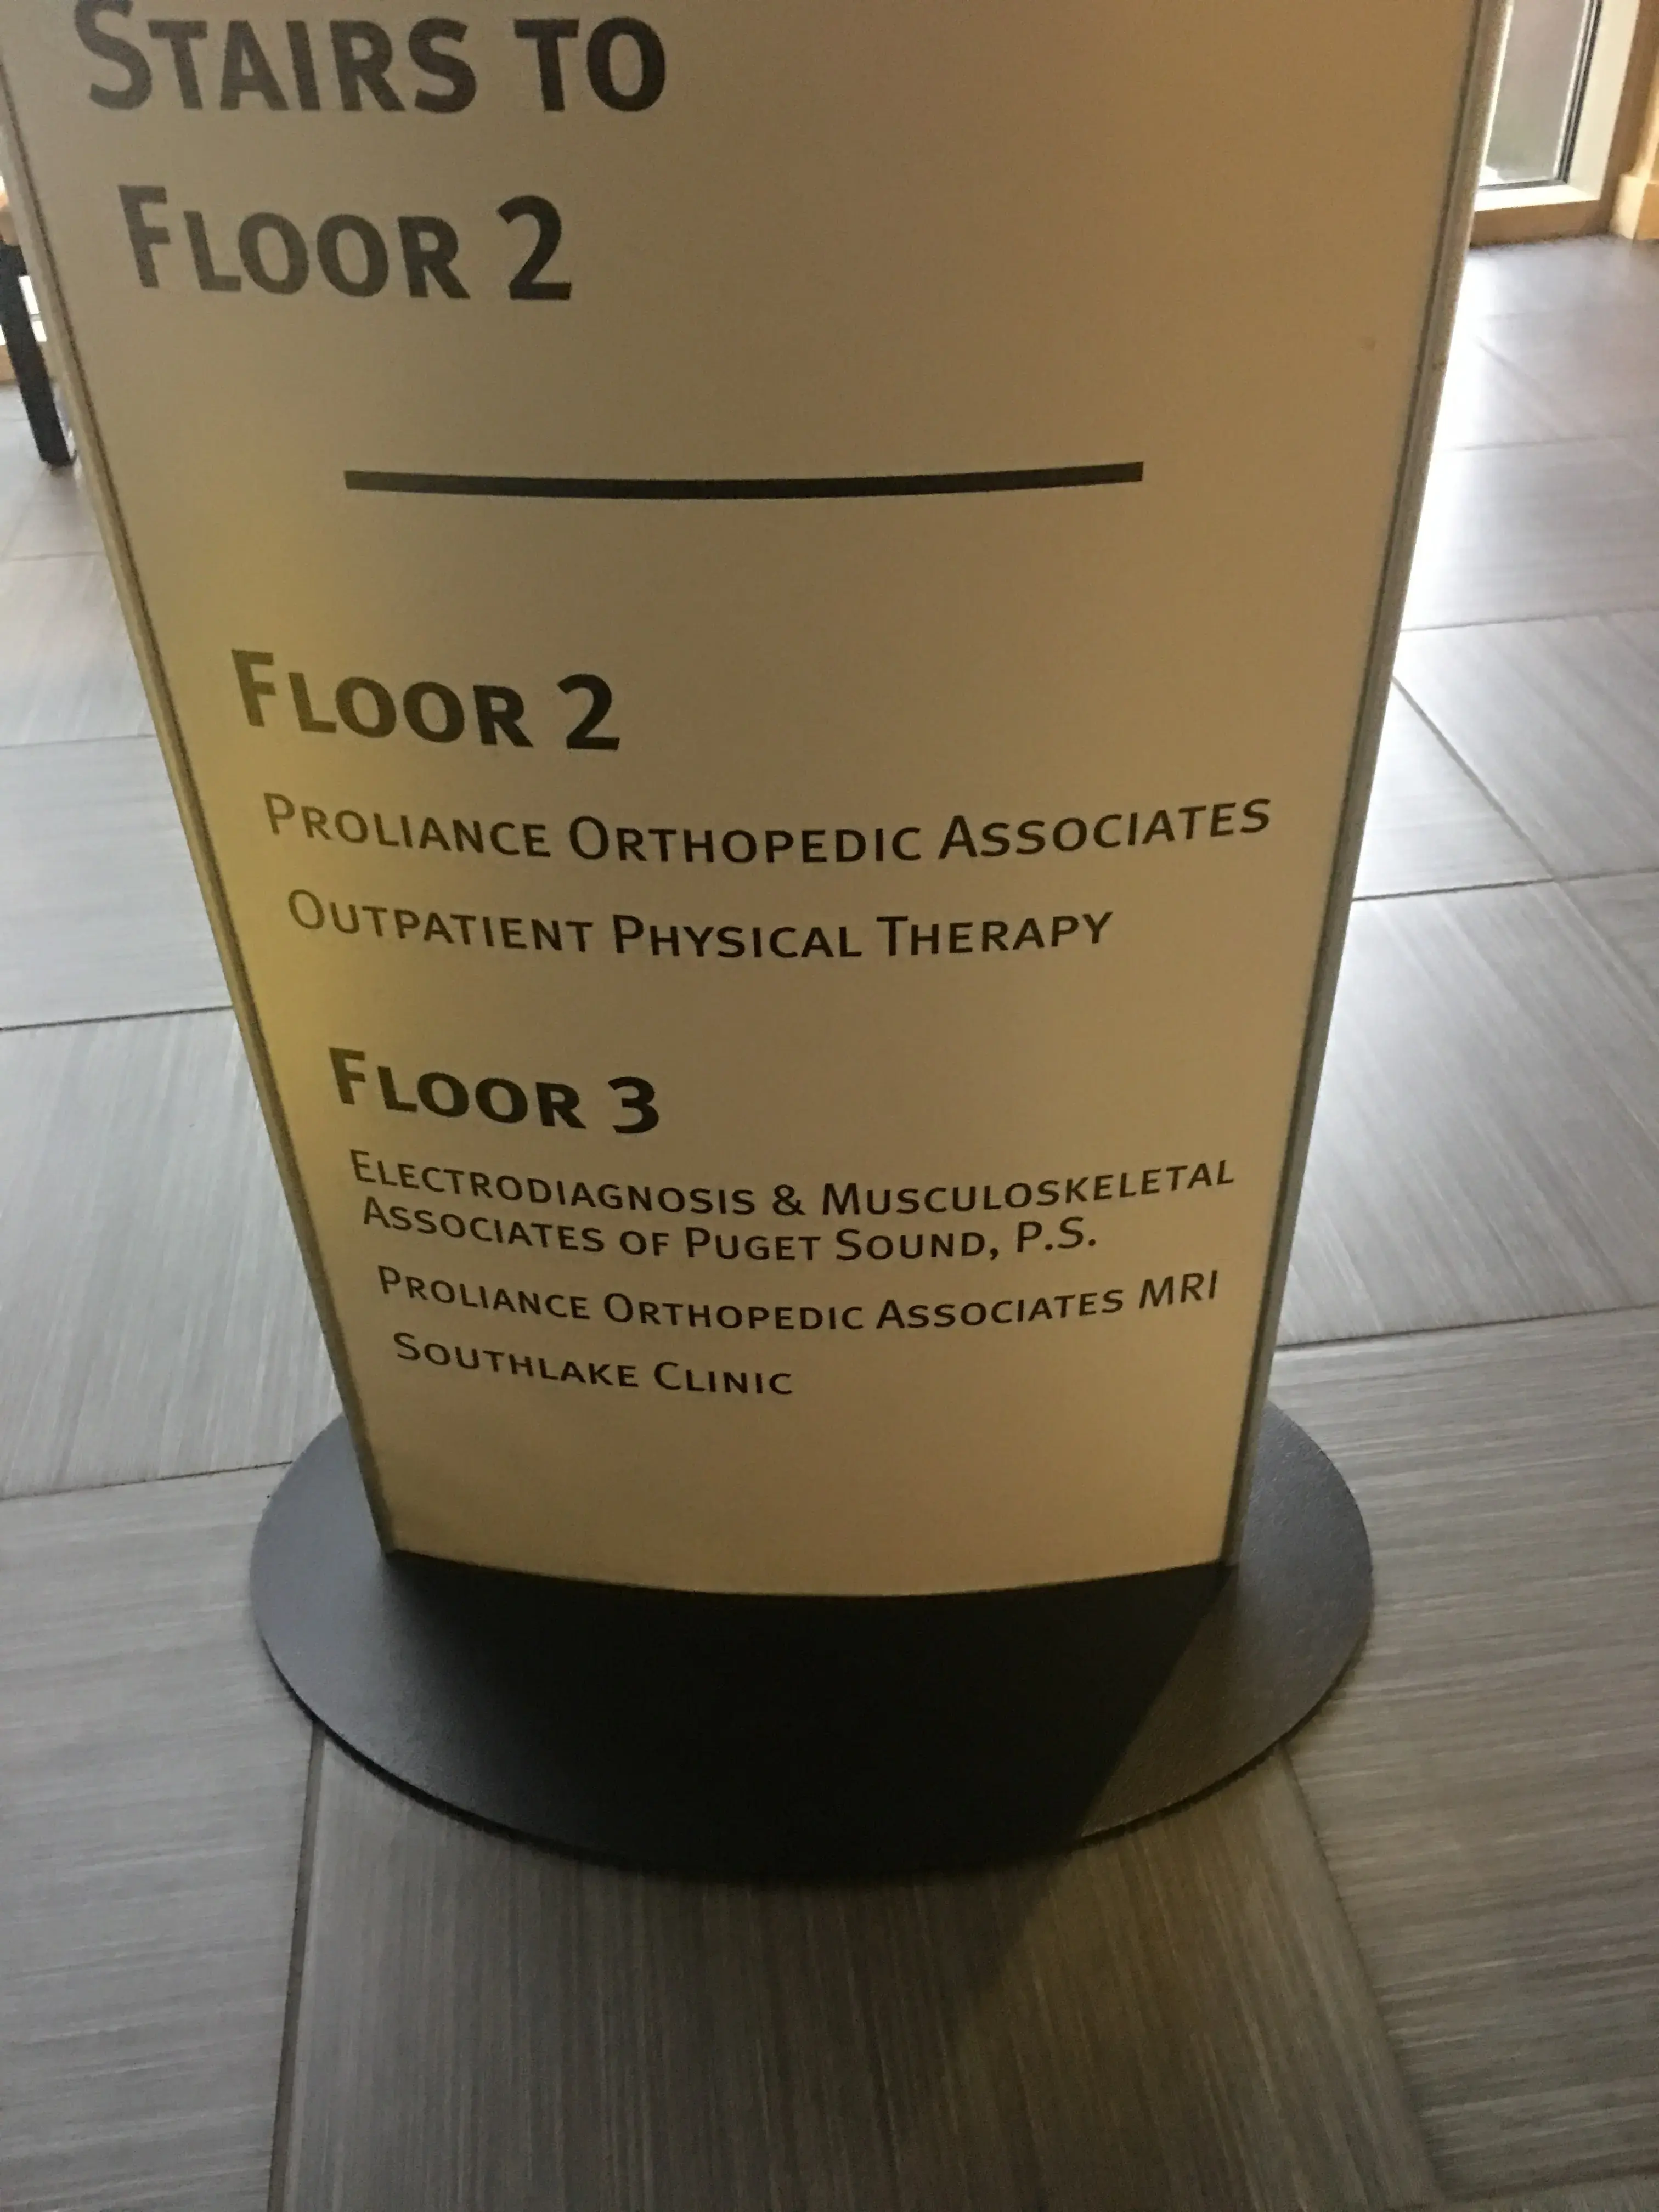 STAIRS TO
FLOOR 2
FLOOR 2
PROLIANCE ORTHOPEDIC ASSOCIATES
OUTPATIENT PHYSICAL THERAPY
FLOOR 3
ELECTRODIAGNOSIS & MUSCULOSKELETAL
ASSOCIATES OF PUGET SOUND, P.S.
PROLIANCE ORTHOPEDIC ASSOCIATES MRI
SOUTHLAKE CLINIC